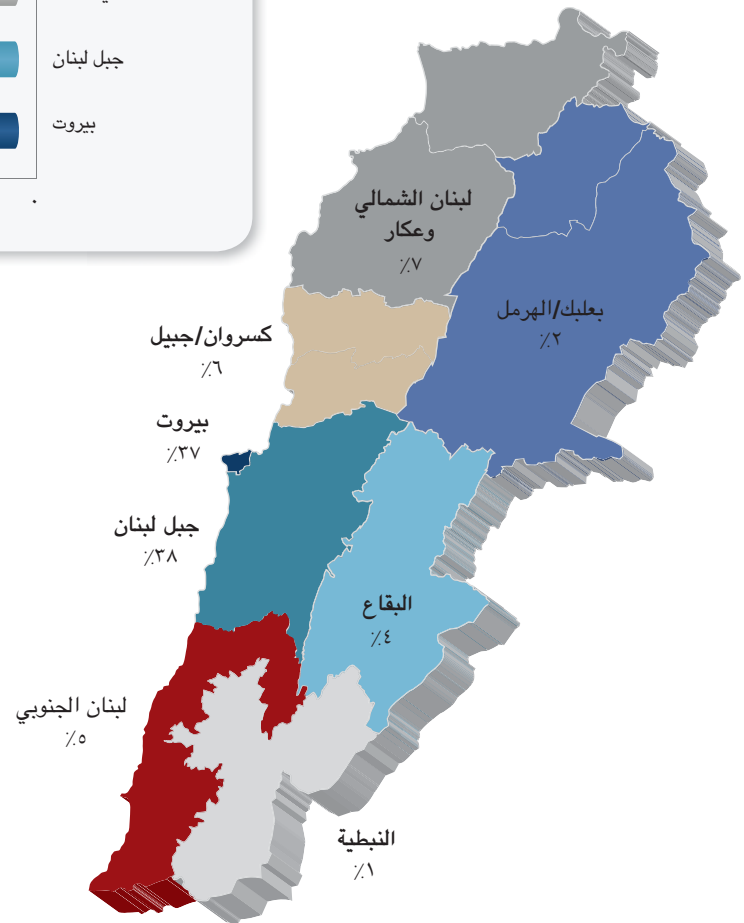 جبل لبنان
بيروت
٠
لبنان الشمالي
وعكار
٪٧
بعلبك/الهرمل
٪٢
كسروان/جبيل
٪٦
بيروت
٪٣٧
جبل لبنان
٪٣٨
البقاع
٪٤
لبنان الجنوبي
٪٥
النبطية
٪١